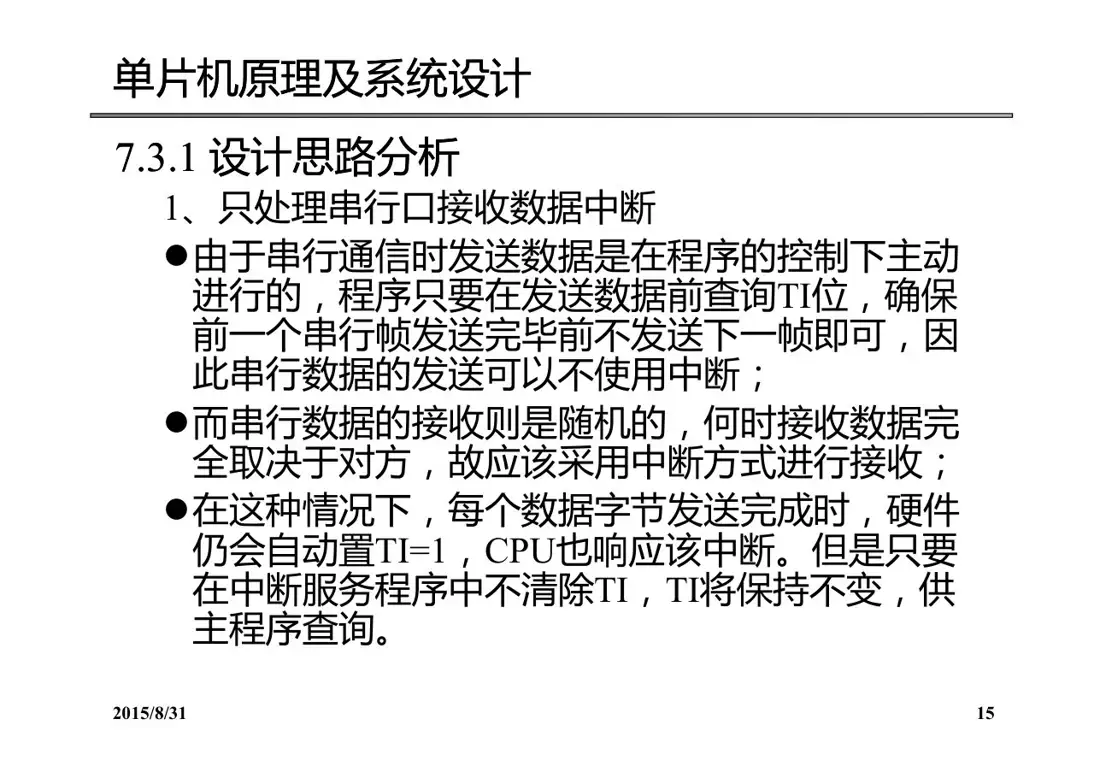 单片机原理及系统设计
7.3.1 设计思路分析
1、只处理串行口接收数据中断
●由于串行通信时发送数据是在程序的控制下主动
进行的，程序只要在发送数据前查询TI位，确保
前一个串行帧发送完毕前不发送下一帧即可，因
此串行数据的发送可以不使用中断；
●而串行数据的接收则是随机的，何时接收数据完
全取决于对方，故应该采用中断方式进行接收；
●在这种情况下，每个数据字节发送完成时，硬件
仍会自动置TI=1，CPU也响应该中断。但是只要
在中断服务程序中不清除TI，TI将保持不变，供
主程序查询。
2015/8/31
15